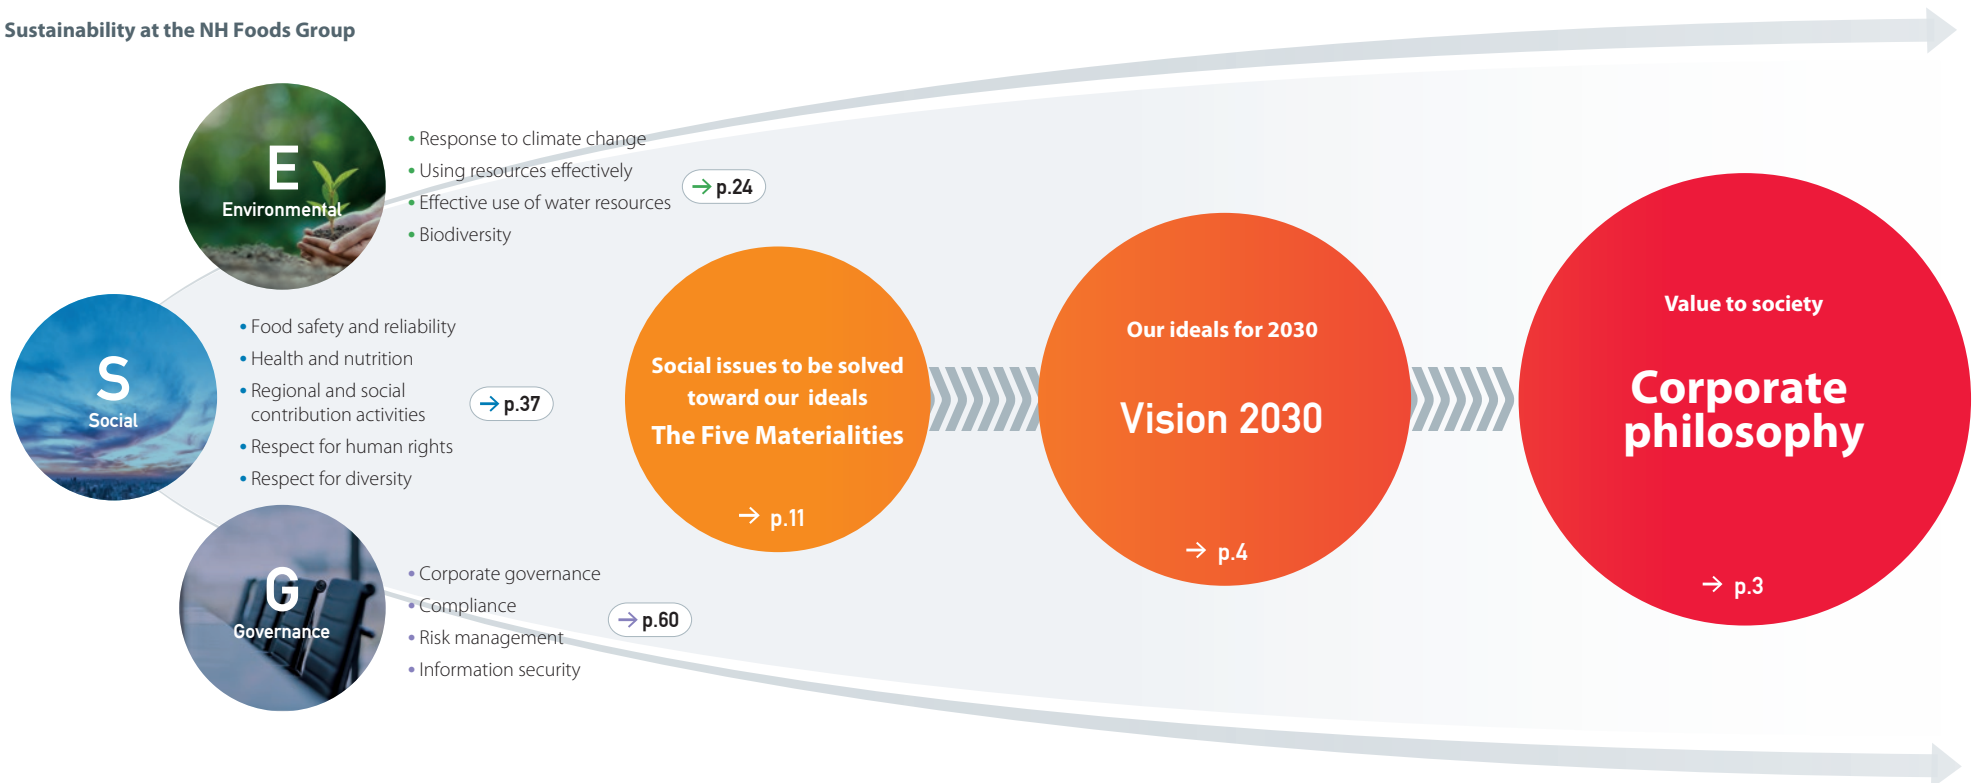 Sustainability at the NH Foods Group
E
Environmental
• Response to climate change
• Using resources effectively
• Effective use of water resources
• Biodiversity
→ p.24
S
Social
• Food safety and reliability
• Health and nutrition
• Regional and social
contribution activities
• Respect for human rights
• Respect for diversity
→ p.37
G
Governance
• Corporate governance
• Compliance
• Risk management
• Information security
→ p.60
Social issues to be solved
toward our ideals
The Five Materialities
→ p.11
Our ideals for 2030
Vision 2030
→ p.4
Value to society
Corporate
philosophy
→ p.3